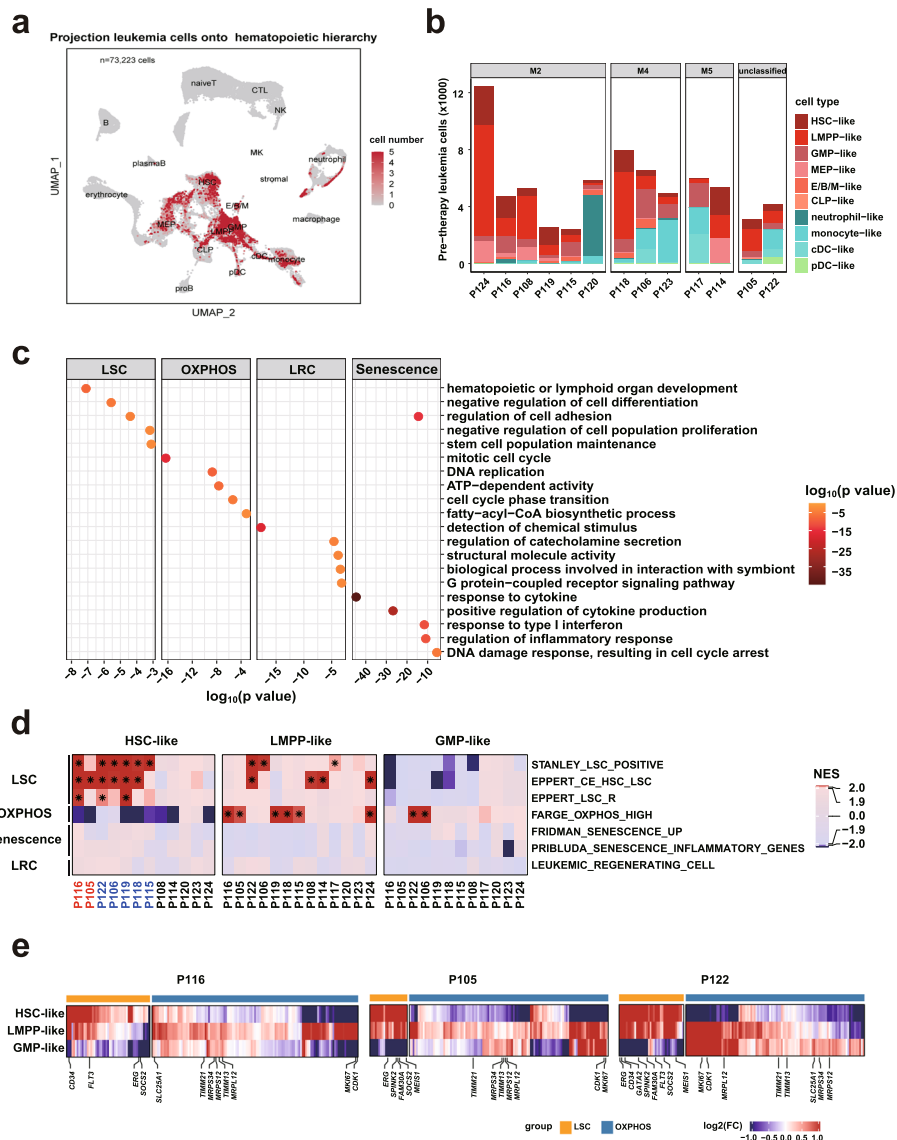 a
Projection leukemia cells onto hematopoietic hierarchy
n=73,223 cells
naiveT
CTL
NK
B
MK
plasmaB
neutrophil
stromal
HSC
erythrocyte
E/B/M
macrophage
MEP
GMP
LMPP
CLP
cDC
monocyte
pDC
proB
UMAP_1
UMAP_2
cell number
5
4
3
2
1
0
b
M2
M4
M5
unclassified
Pre-therapy leukemia cells (x1000)
12
8
4
0
P124
P116
P108
P119
P115
P120
P118
P106
P123
P117
P114
P105
P122
cell type
HSC-like
LMPP-like
GMP-like
MEP-like
E/B/M-like
CLP-like
neutrophil-like
monocyte-like
cDC-like
pDC-like
c
LSC
OXPHOS
LRC
Senescence
hematopoietic or lymphoid organ development
negative regulation of cell differentiation
regulation of cell adhesion
negative regulation of cell population proliferation
stem cell population maintenance
mitotic cell cycle
DNA replication
ATP-dependent activity
cell cycle phase transition
fatty-acyl-CoA biosynthetic process
detection of chemical stimulus
regulation of catecholamine secretion
structural molecule activity
biological process involved in interaction with symbiont
G protein-coupled receptor signaling pathway
response to cytokine
positive regulation of cytokine production
response to type I interferon
regulation of inflammatory response
DNA damage response, resulting in cell cycle arrest
-8 -7 -6 -5 -4 -3
-16 -12 -8 -4
-15 -10 -5
-40 -30 -20 -10
log10(p value)
log10(p value)
-5
-15
-25
-35
d
HSC-like
LMPP-like
GMP-like
LSC
OXPHOS
enescence
LRC
STANLEY_LSC_POSITIVE
EPPERT_CE_HSC_LSC
EPPERT_LSC_R
FARGE_OXPHOS_HIGH
FRIDMAN_SENESCENCE_UP
PRIBLUDA_SENESCENCE_INFLAMMATORY_GENES
LEUKEMIC_REGENERATING_CELL
P116 P105 P122 P106 P119 P118 P115 P108 P114 P120 P123 P124
P116 P105 P122 P106 P119 P118 P115 P108 P114 P117 P120 P123 P124
P116 P105 P122 P106 P119 P118 P115 P108 P117 P120 P123 P124
NES
2.0
1.9
0.0
-1.9
-2.0
e
P116
P105
P122
HSC-like
LMPP-like
GMP-like
CD34
FLT3
ERG
SOCS2
SLC25A1
TIMM21
MRPS34
MRPS12
TIMM13
MRPL12
MKI67
CDK1
ERG
SPINK2
FAM30A
SOCS2
MEIS1
TIMM21
MRPS34
TIMM13
MRPS12
MRPL12
CDK1
MKI67
ERG
CD34
GATA2
SPINK2
FAM30A
FLT3
SOCS2
MEIS1
MKI67
CDK1
MRPL12
TIMM21
TIMM13
SLC25A1
MRPS34
MRPS12
group
LSC
OXPHOS
log2(FC)
-1.0 -0.5 0.0 0.5 1.0